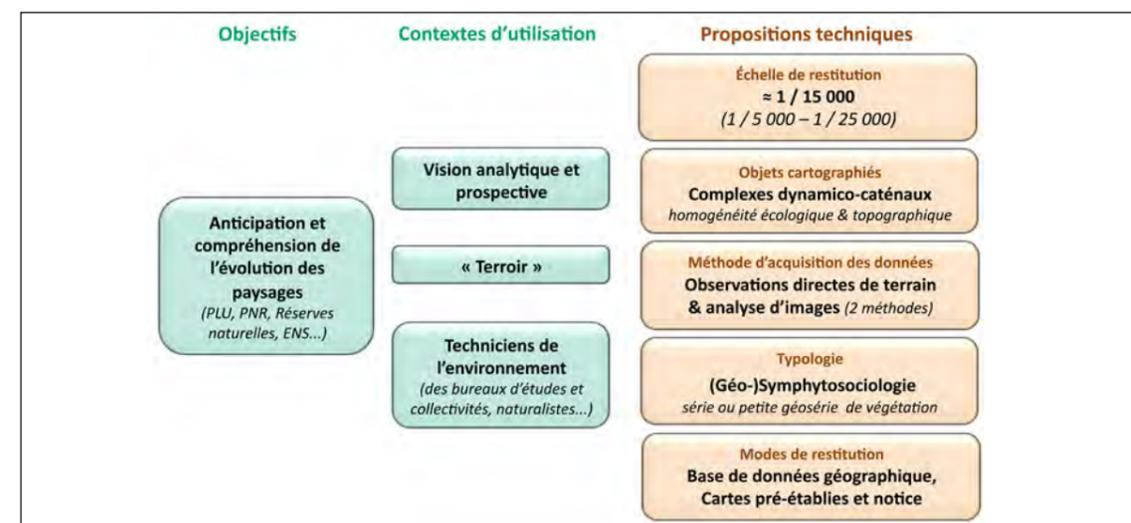 Objectifs
Contextes d'utilisation
Propositions techniques
Anticipation et
compréhension de
l'évolution des
paysages
(PLU, PNR, Réserves
naturelles, ENS...)
Vision analytique et
prospective
« Terroir »
Techniciens de
l'environnement
(des bureaux d'études et
collectivités, naturalistes...)
Échelle de restitution
≈ 1 / 15 000
(1 / 5 000 – 1 / 25 000)
Objets cartographiés
Complexes dynamico-caténaux
homogénéité écologique & topographique
Méthode d'acquisition des données
Observations directes de terrain
& analyse d'images (2 méthodes)
Typologie
(Géo-)Symphytosociologie
série ou petite géosérie de végétation
Modes de restitution
Base de données géographique,
Cartes pré-établies et notice